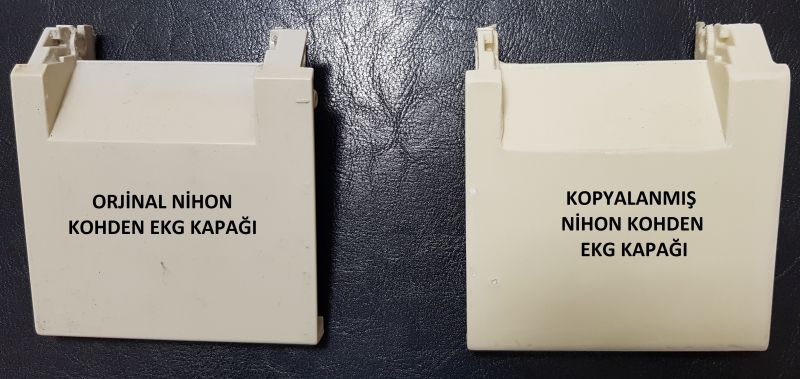 ORJİNAL NİHON
KOHDEN EKG KAPAĞI
KOPYALANMIŞ
NİHON KOHDEN
EKG KAPAĞI